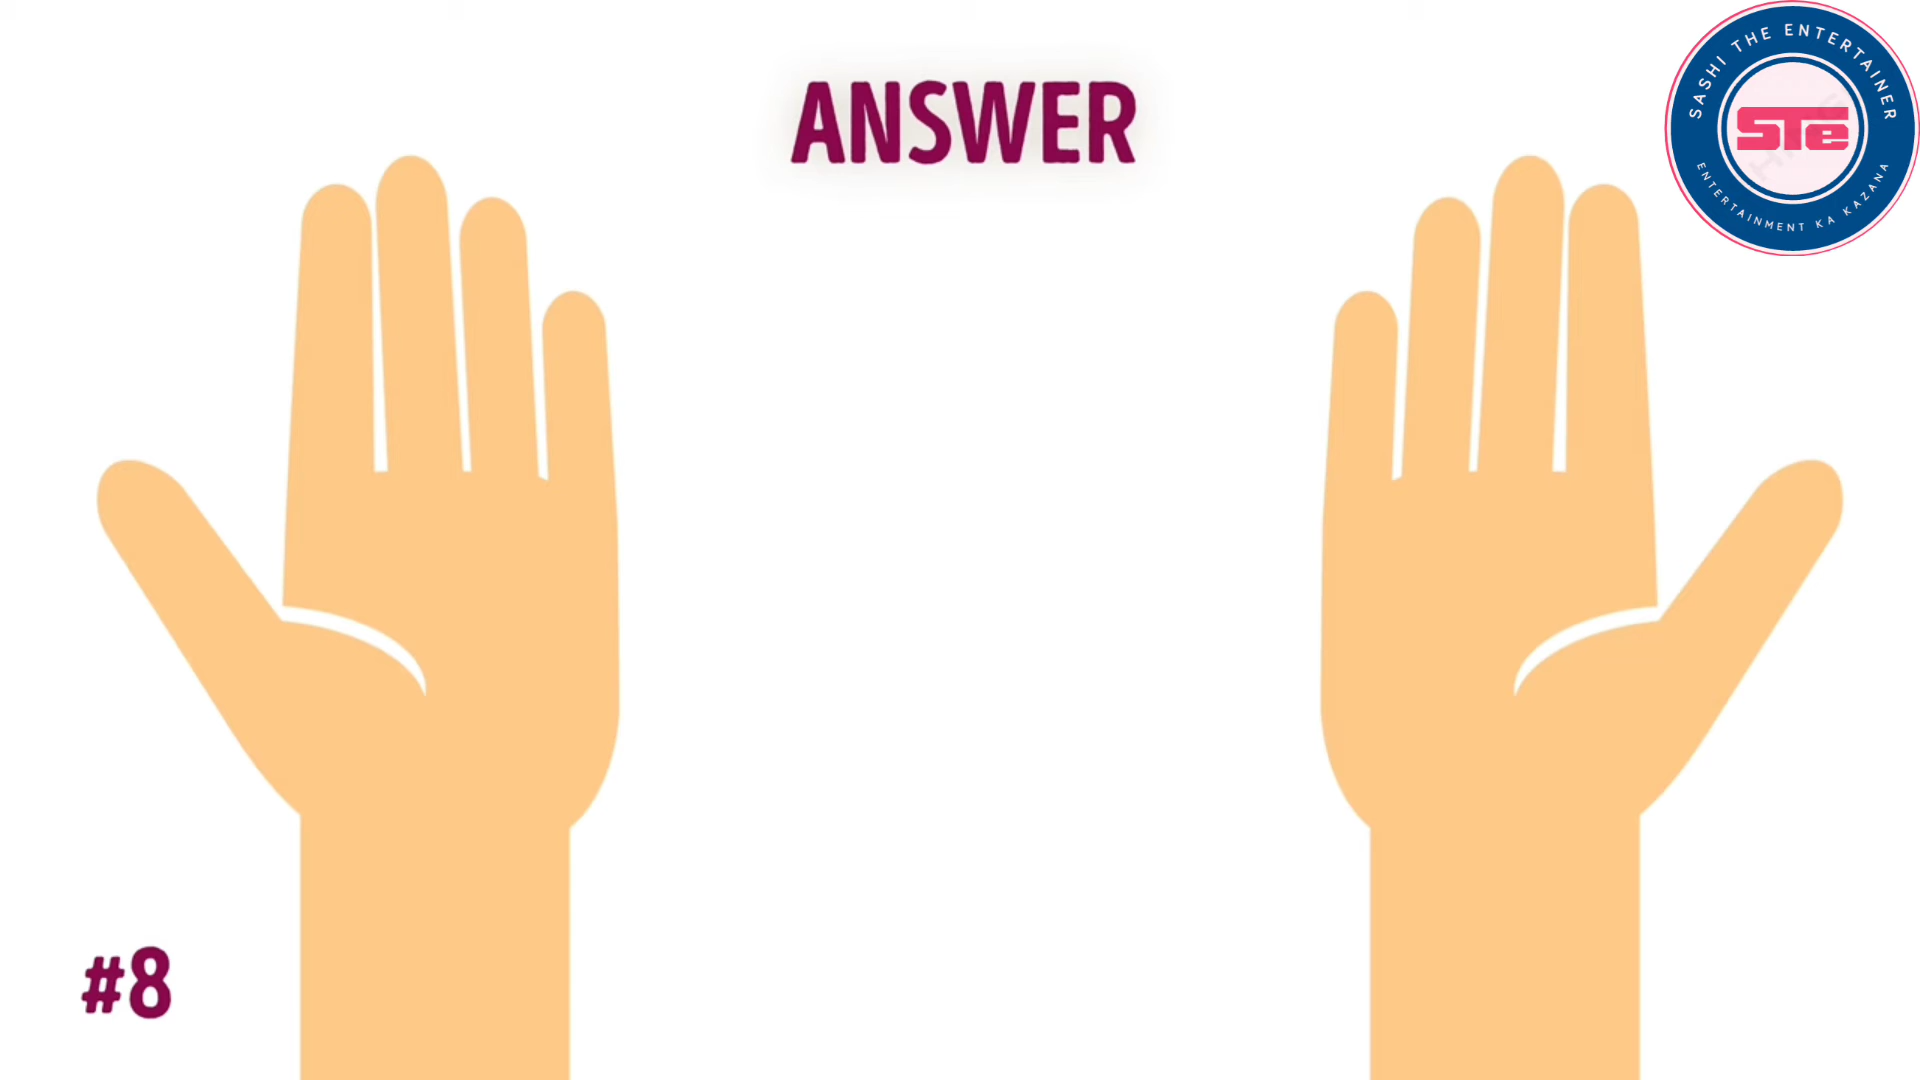 ANSWER
SASHI THE ENTERTAINER
STe
ENTERTAINMENT KA KAZANA
#8